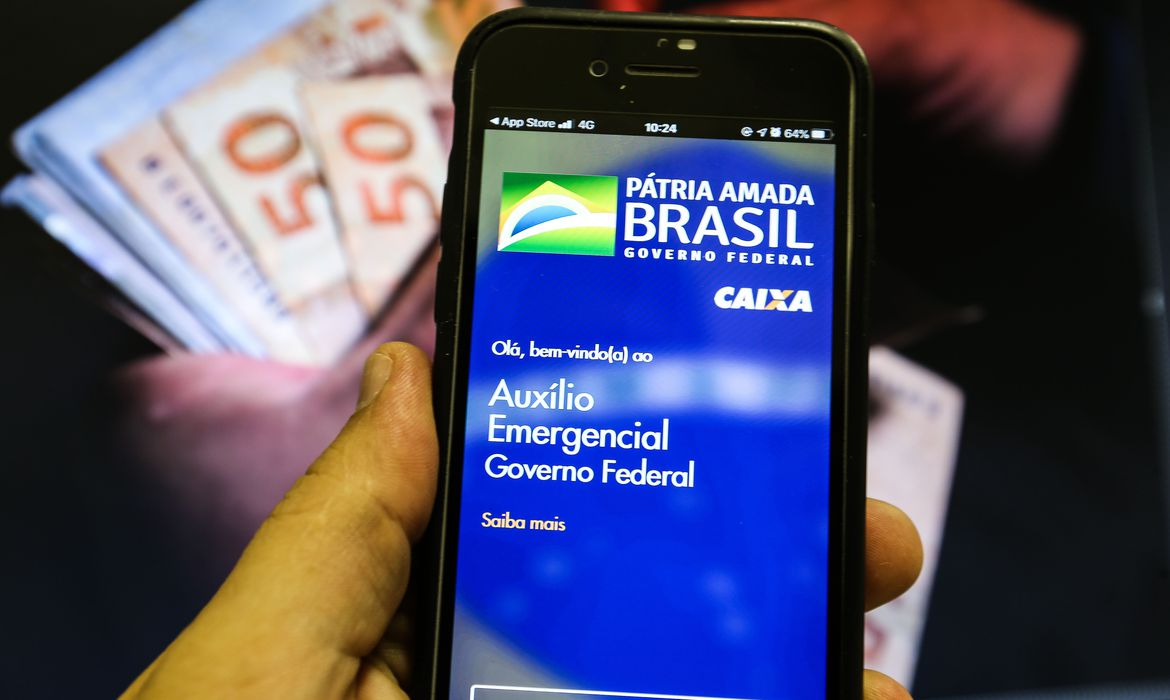 ◀ App Store 4G 10:24 64%
PÁTRIA AMADA
BRASIL
GOVERNO FEDERAL
CAIXA
Olá, bem-vindo(a) ao
Auxílio
Emergencial
Governo Federal
Saiba mais
50
50